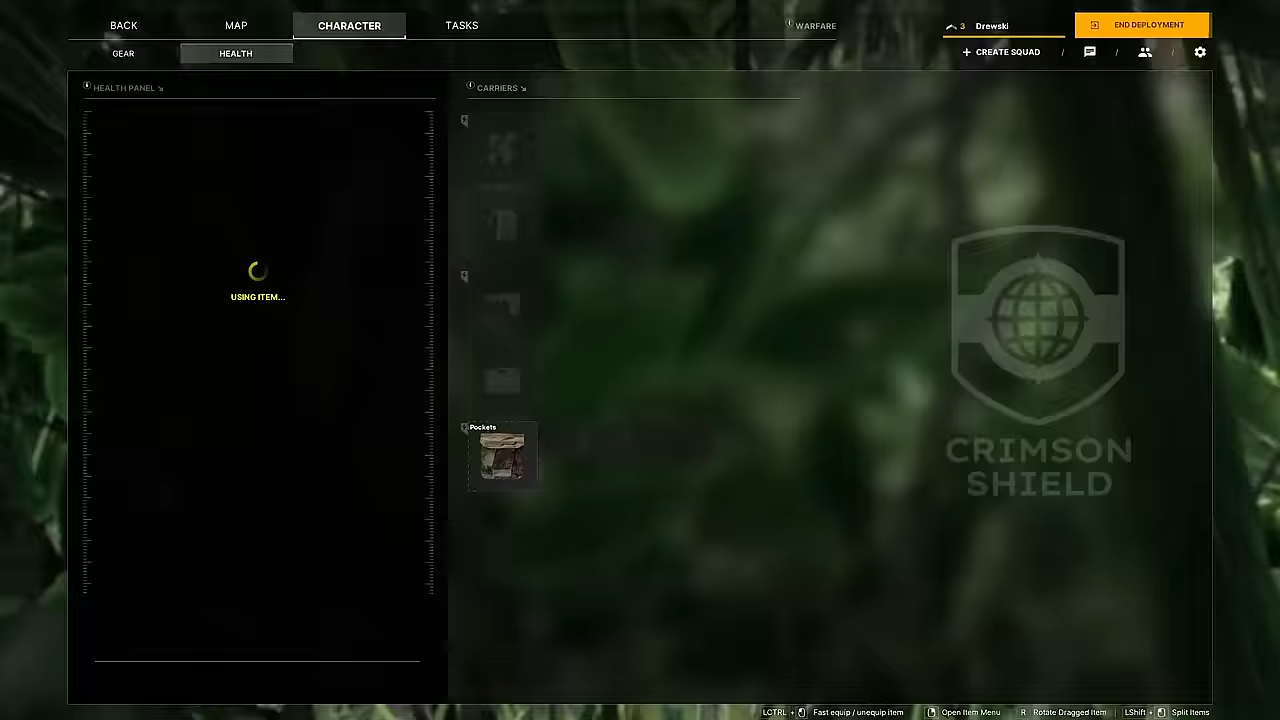 BACK
MAP
CHARACTER
TASKS
WARFARE
3 Drewski
END DEPLOYMENT
GEAR
HEALTH
+ CREATE SQUAD / / /
HEALTH PANEL
CARRIERS
USING ITEM...
Pockets
CRIMSON
SHIELD
LCTRL + Fast equip / unequip item
Open Item Menu
R Rotate Dragged Item
LShift + Split Items